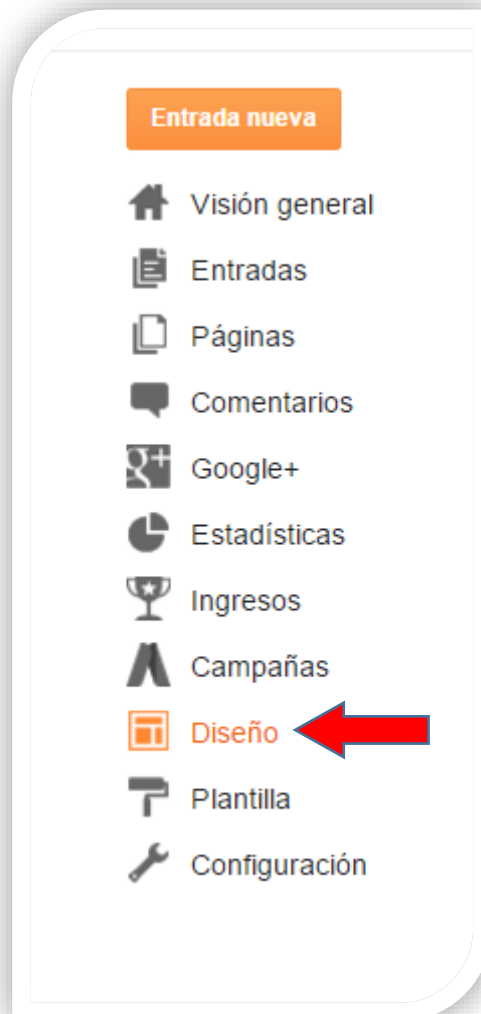 Entrada nueva
Visión general
Entradas
Páginas
Comentarios
g+ Google+
Estadísticas
Ingresos
Campañas
Diseño
Plantilla
Configuración